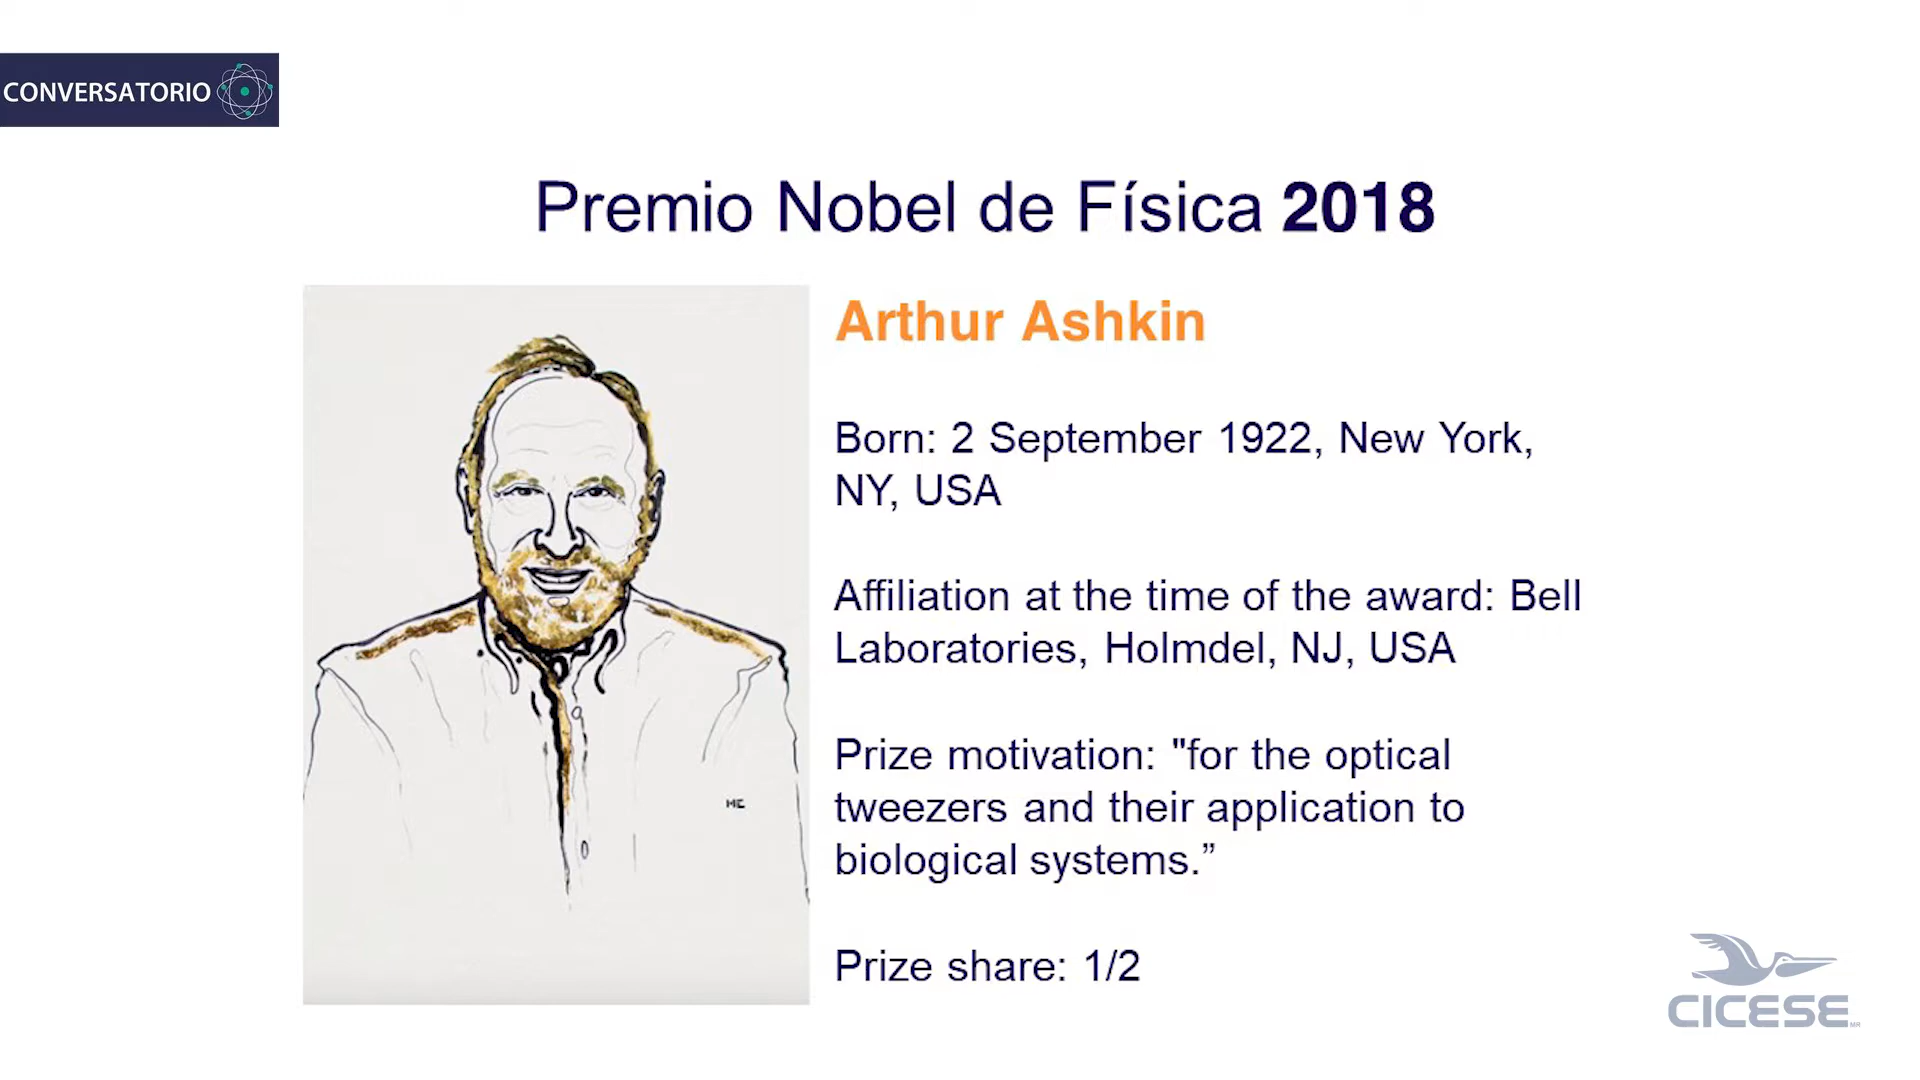 CONVERSATORIO
Premio Nobel de Física 2018
Arthur Ashkin
Born: 2 September 1922, New York,
NY, USA
Affiliation at the time of the award: Bell
Laboratories, Holmdel, NJ, USA
Prize motivation: "for the optical
tweezers and their application to
biological systems.”
Prize share: 1/2
ME
CICESE MR